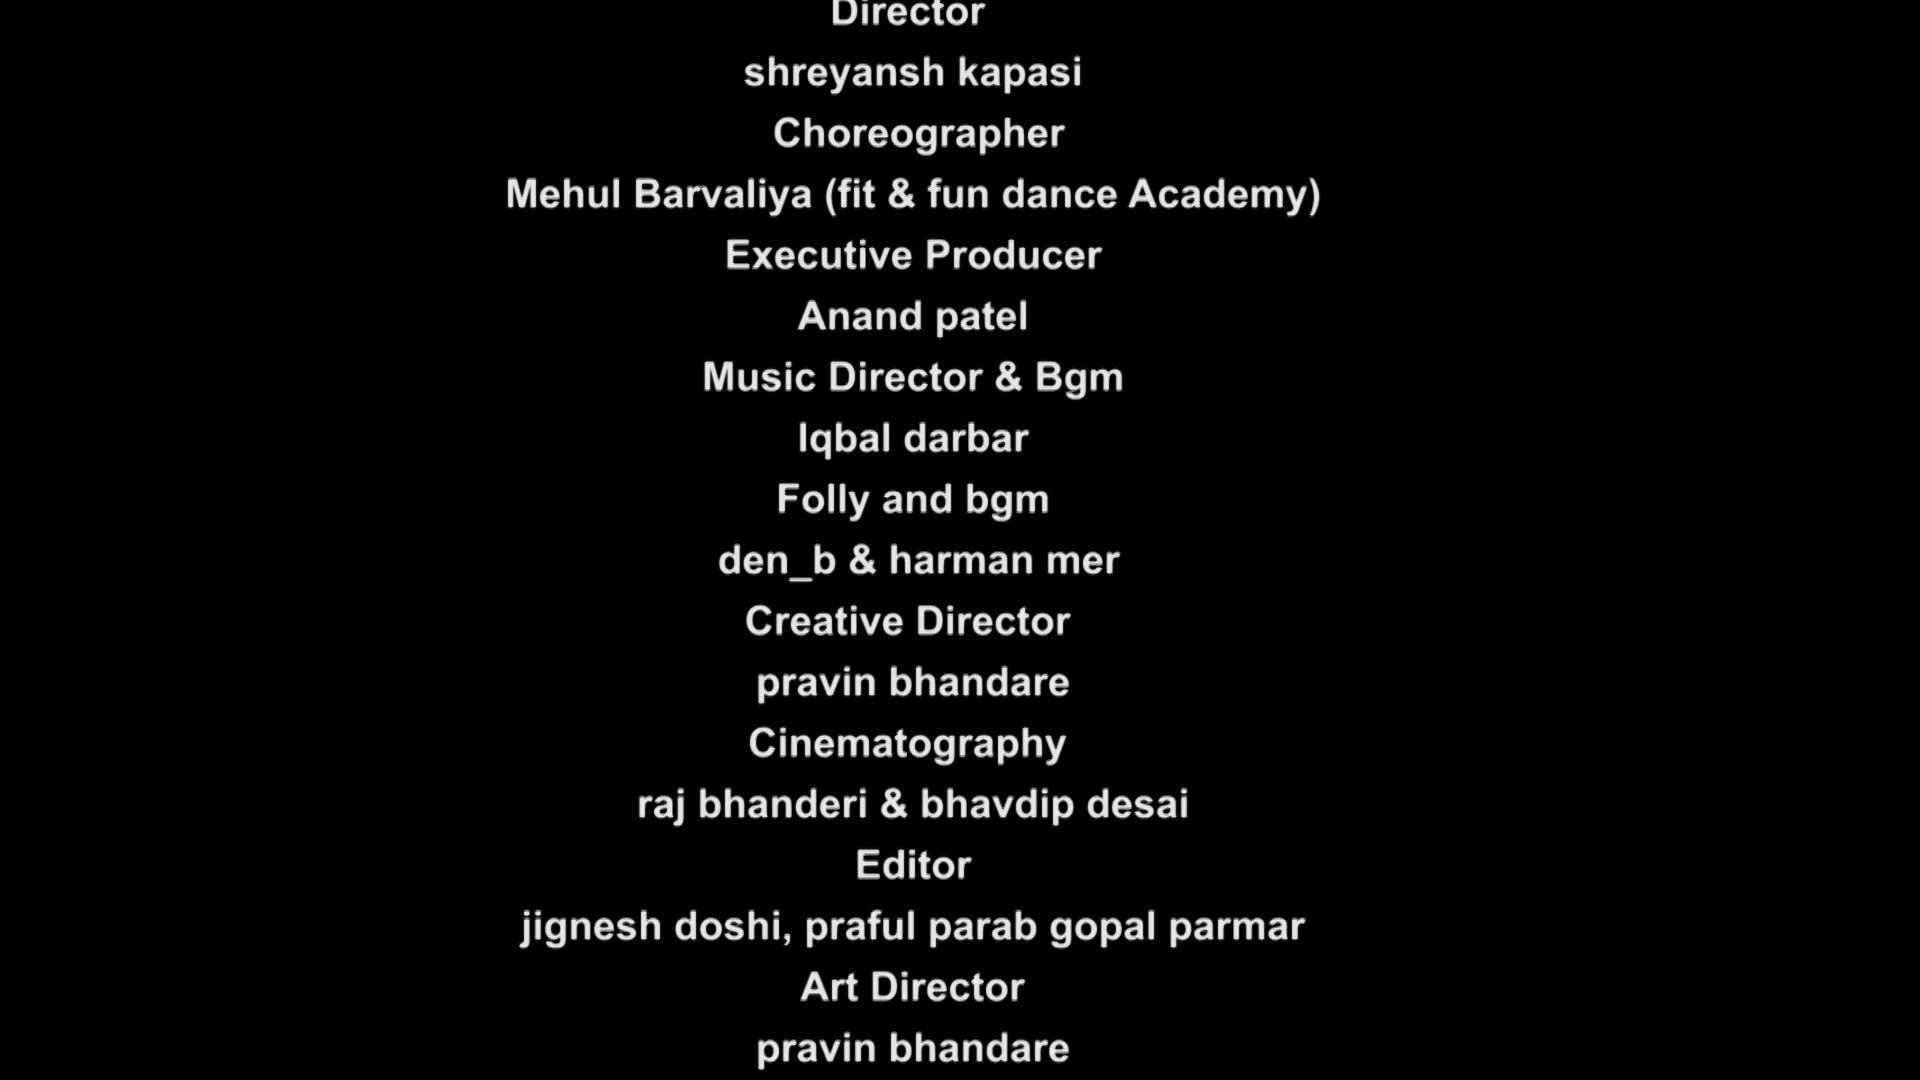 Director
shreyansh kapasi
Choreographer
Mehul Barvaliya (fit & fun dance Academy)
Executive Producer
Anand patel
Music Director & Bgm
Iqbal darbar
Folly and bgm
den_b & harman mer
Creative Director
pravin bhandare
Cinematography
raj bhanderi & bhavdip desai
Editor
jignesh doshi, praful parab gopal parmar
Art Director
pravin bhandare